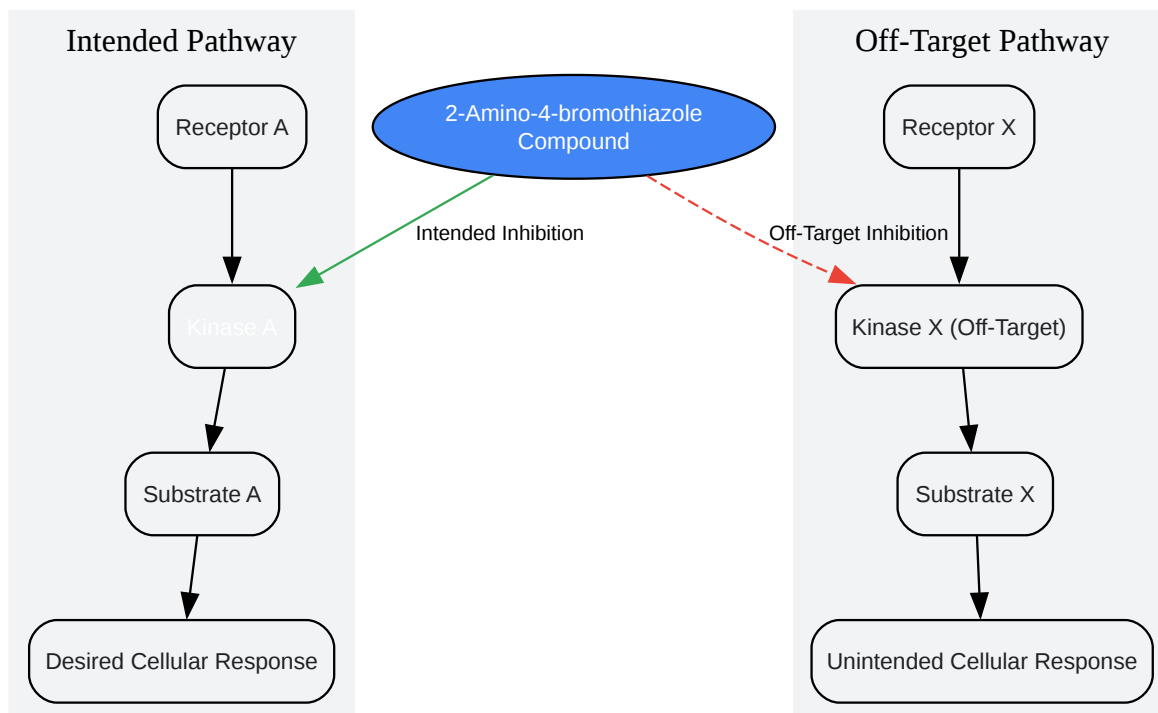 Intended Pathway
Off-Target Pathway
Receptor A
2-Amino-4-bromothiazole
Compound
Receptor X
Intended Inhibition
Off-Target Inhibition
Kinase A
Kinase X (Off-Target)
Substrate A
Substrate X
Desired Cellular Response
Unintended Cellular Response